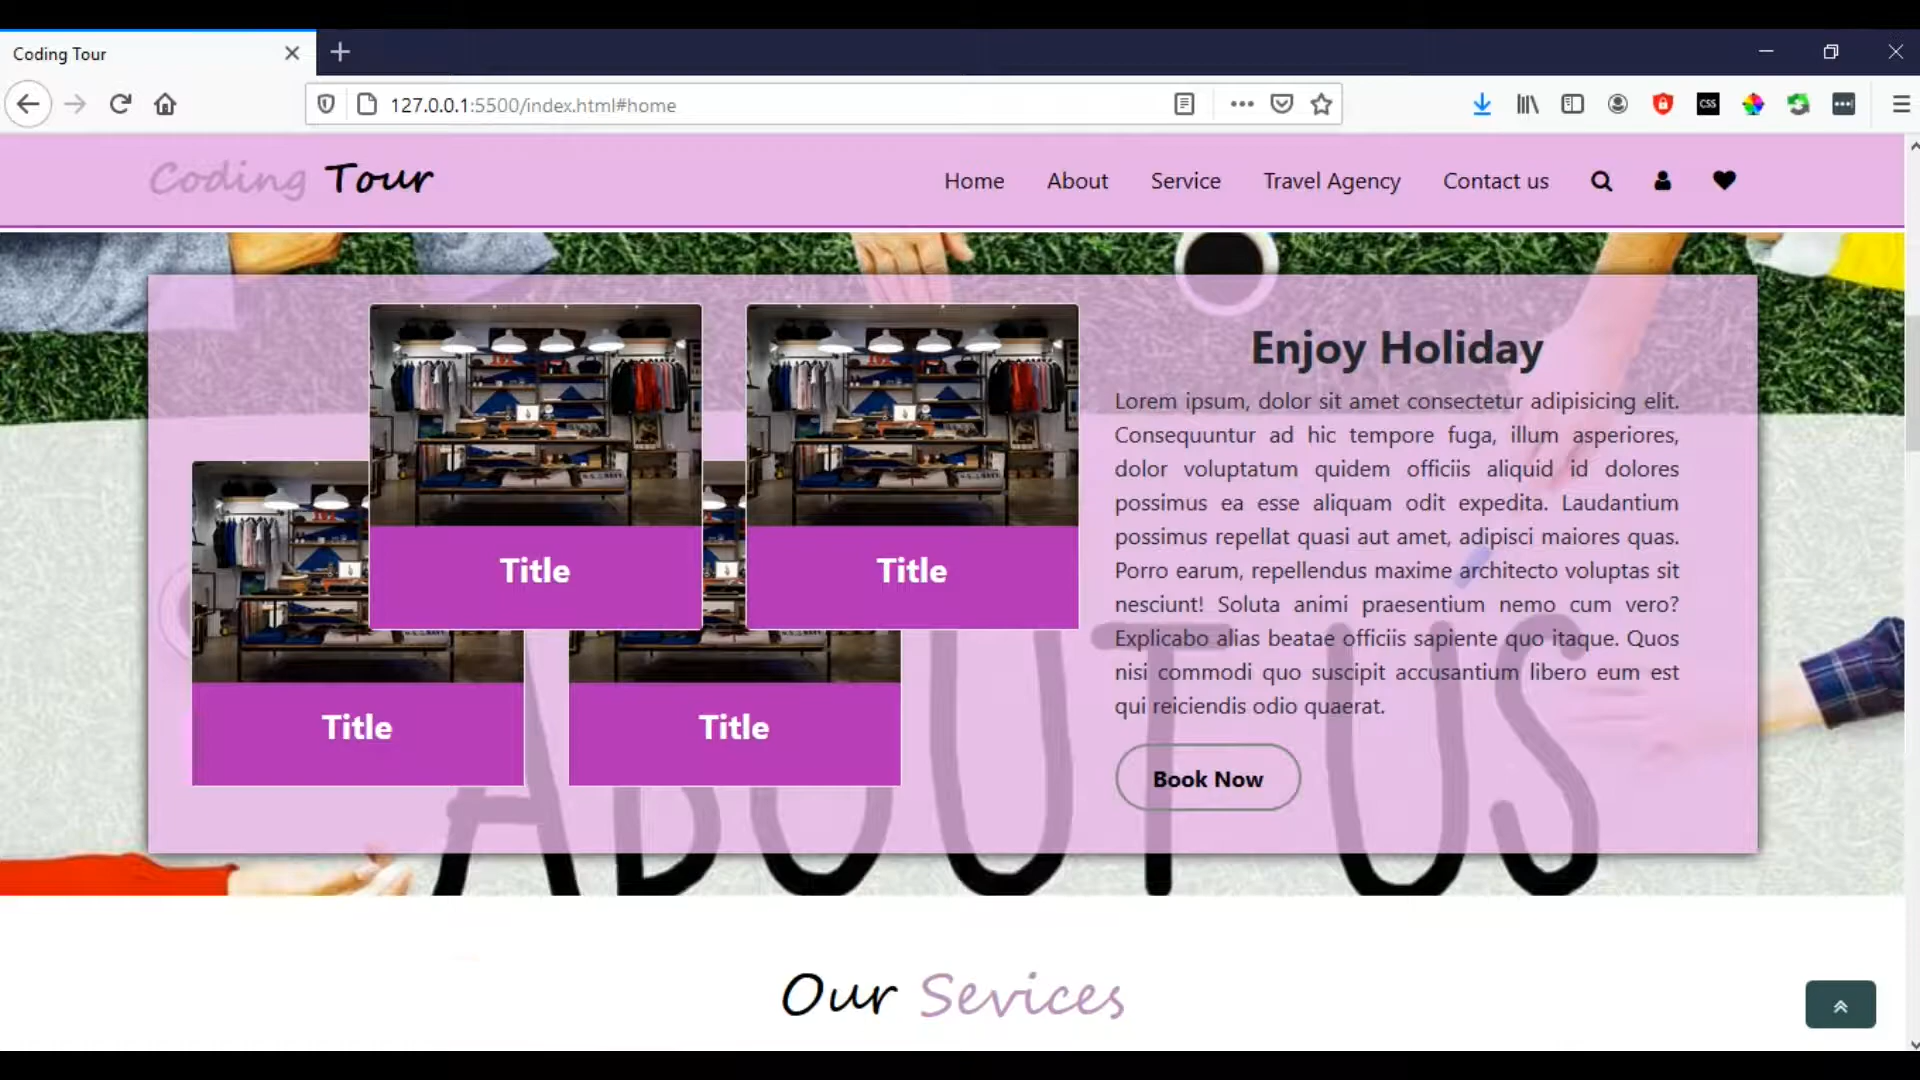 Coding Tour
127.0.0.1:5500/index.html#home
CSS
Coding Tour
Home
About
Service
Travel Agency
Contact us
Title
Title
Title
Title
Enjoy Holiday
Lorem ipsum, dolor sit amet consectetur adipisicing elit.
Consequuntur ad hic tempore fuga, illum asperiores,
dolor voluptatum quidem officiis aliquid id dolores
possimus ea esse aliquam odit expedita. Laudantium
possimus repellat quasi aut amet, adipisci maiores quas.
Porro earum, repellendus maxime architecto voluptas sit
nesciunt! Soluta animi praesentium nemo cum vero?
Explicabo alias beatae officiis sapiente quo itaque. Quos
nisi commodi quo suscipit accusantium libero eum est
qui reiciendis odio quaerat.
Book Now
ABOUT US
Our Sevices